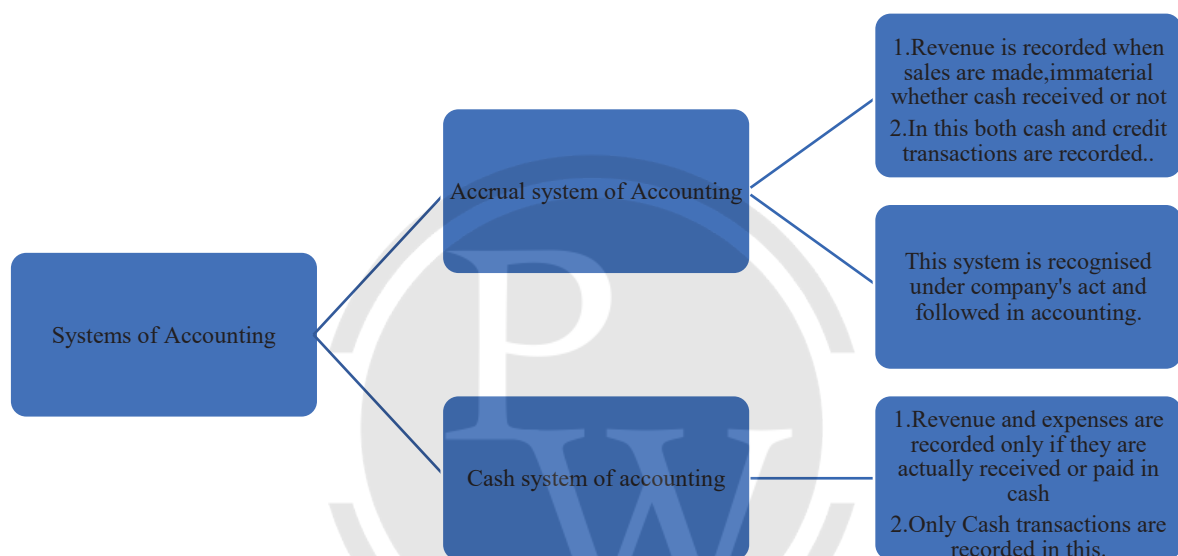 Systems of Accounting
Accrual system of Accounting
1.Revenue is recorded when
sales are made,immaterial
whether cash received or not
2.In this both cash and credit
transactions are recorded..
This system is recognised
under company's act and
followed in accounting.
Cash system of accounting
1.Revenue and expenses are
recorded only if they are
actually received or paid in
cash
2.Only Cash transactions are
recorded in this.
PW